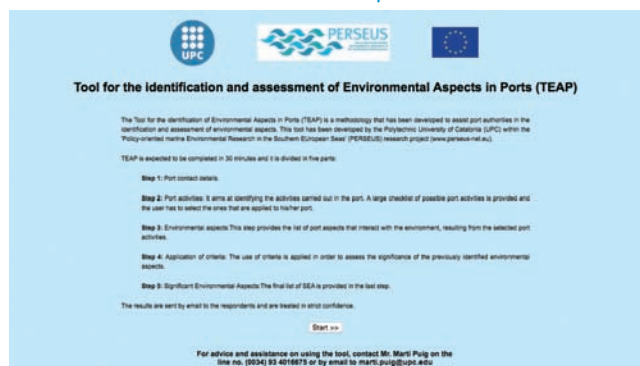 UPC
PERSEUS
Tool for the identification and assessment of Environmental Aspects in Ports (TEAP)
The Tool for the identification of Environmental Aspects in Ports (TEAP) is a methodology that has been developed to assist port authorities in the
identification and assessment of environmental aspects. This tool has been developed by the Polytechnic University of Catalonia (UPC) within the
'Policy-oriented marine Environmental Research in the Southern EUropean Seas' (PERSEUS) research project (www.perseus-net.eu).
TEAP is expected to be completed in 30 minutes and it is divided in five parts:
Step 1: Port contact details.
Step 2: Port activities: It aims at identifying the activities carried out in the port. A large checklist of possible port activities is provided and
the user has to select the ones that are applied to his/her port.
Step 3: Environmental aspects:This step provides the list of port aspects that interact with the environment, resulting from the selected port
activities.
Step 4: Application of criteria: The use of criteria is applied in order to assess the significance of the previously identified environmental
aspects.
Step 5: Significant Environmental Aspects:The final list of SEA is provided in the last step.
The results are sent by email to the respondents and are treated in strict confidence.
Start >>
For advice and assistance on using the tool, contact Mr. Marti Puig on the
line no. (0034) 93 4016675 or by email to marti.puig@upc.edu